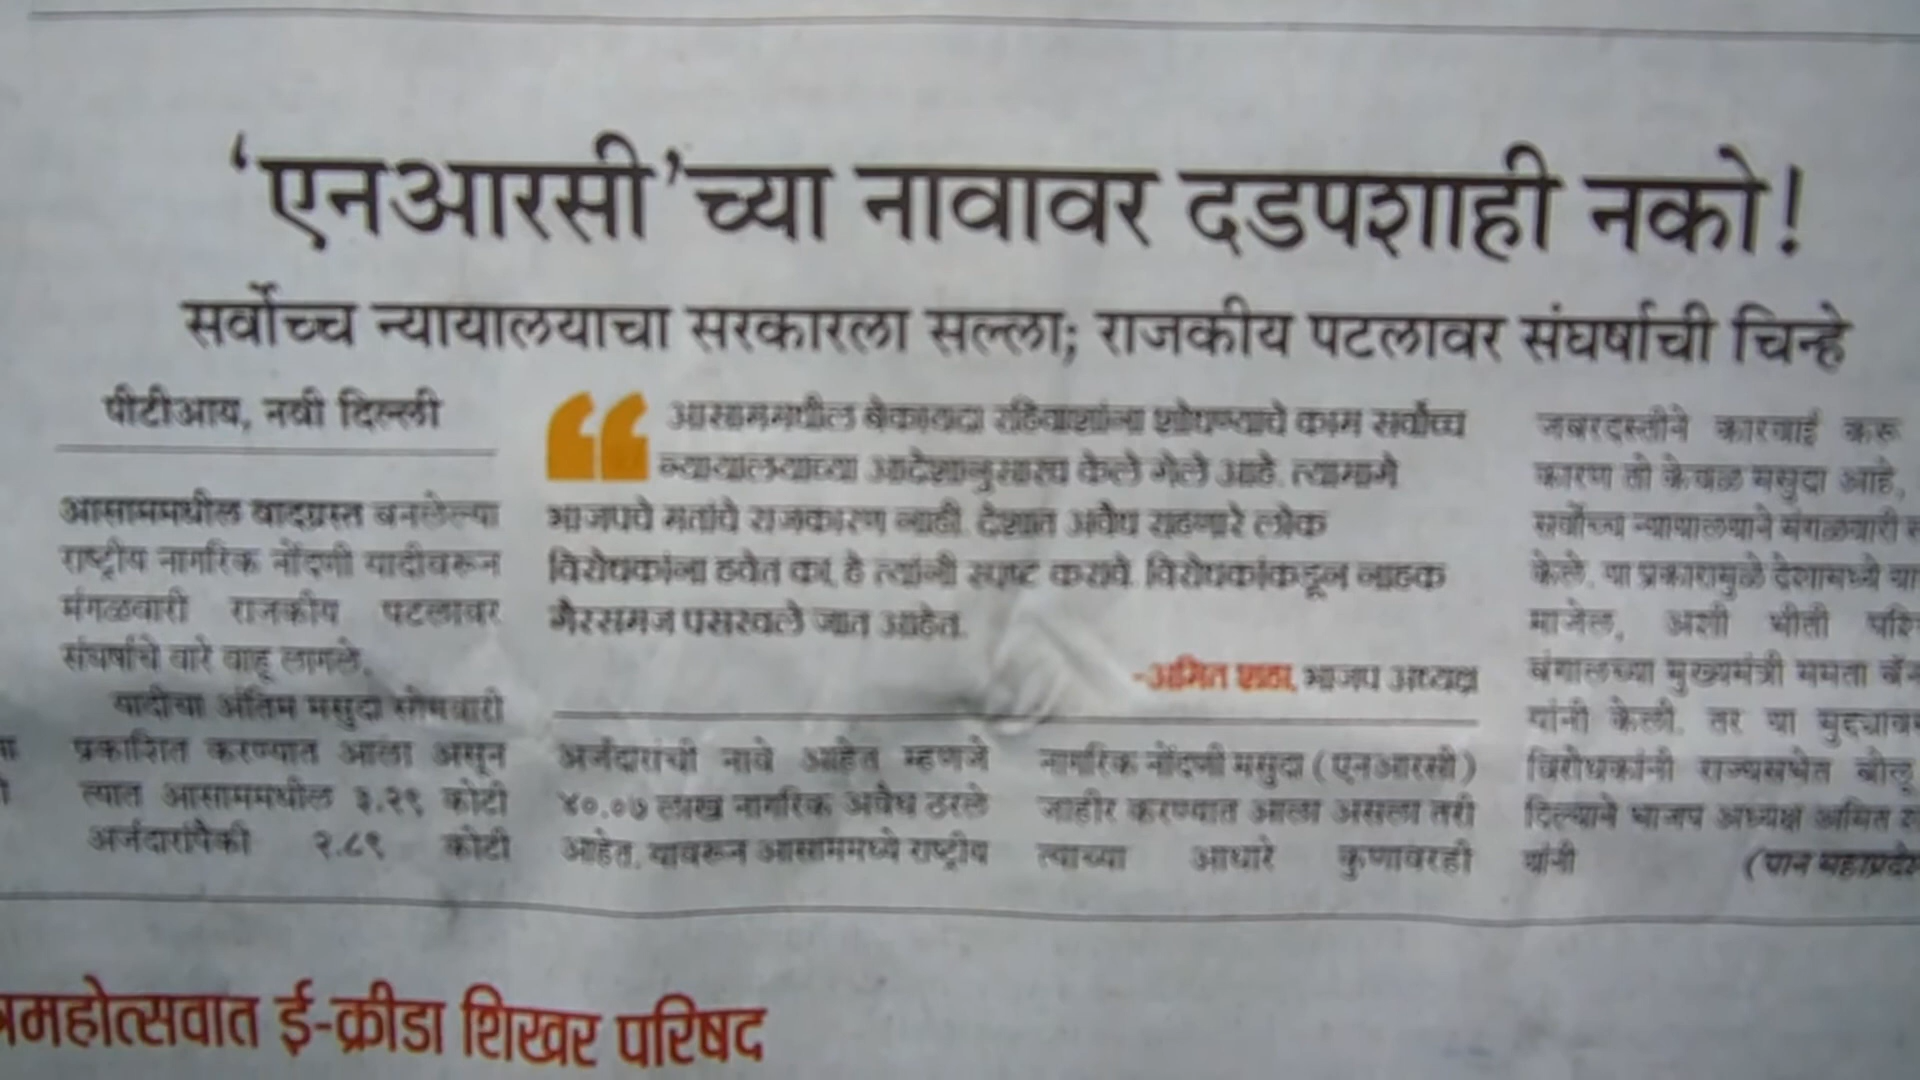 ‘एनआरसी’च्या नावावर दडपशाही नको!
सर्वोच्च न्यायालयाचा सरकारला सल्ला; राजकीय पटलावर संघर्षाची चिन्हे
पीटीआय, नवी दिल्ली
आसाममधील वादग्रस्त बनलेल्या
राष्ट्रीय नागरिक नोंदणी यादीवरून
मंगळवारी राजकीय पटलावर
संघर्षाचे वारे वाहू लागले.
यादीचा अंतिम मसुदा सोमवारी
प्रकाशित करण्यात आला असून
त्यात आसाममधील ३.२९ कोटी
अर्जदारांपैकी २.८९ कोटी
आसाममधील बेकायदा रहिवाशांना शोधण्याचे काम सर्वोच्च
न्यायालयाच्या आदेशानुसारच केले गेले आहे. त्यामागे
भाजपचे मतांचे राजकारण नाही. देशात अवैध राहणारे लोक
विरोधकांना हवेत का, हे त्यांनी स्पष्ट करावे. विरोधकांकडून नाहक
गैरसमज पसरवले जात आहेत.
-अमित शहा, भाजप अध्यक्ष
अर्जदारांची नावे आहेत म्हणजे
४०.०७ लाख नागरिक अवैध ठरले
आहेत. यावरून आसाममध्ये राष्ट्रीय
नागरिक नोंदणी मसुदा (एनआरसी)
जाहीर करण्यात आला असला तरी
त्याच्या आधारे कुणावरही
जबरदस्तीने कारवाई करू
कारण तो केवळ मसुदा आहे,
सर्वोच्च न्यायालयाने मंगळवारी
केले. या प्रकारामुळे देशामध्ये
माजेल, अशी भीती
बंगालच्या मुख्यमंत्री ममता
यांनी केली. तर या
विरोधकांनी राज्यसभेत बोलू
दिल्याने भाजप अध्यक्ष अमित
यांनी (पान
ई-क्रीडा शिखर परिषद